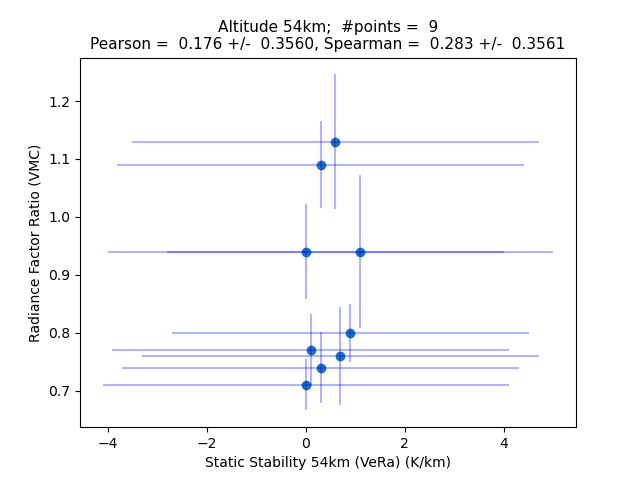 Altitude 54km;  #points =  9
Pearson =  0.176 +/-  0.3560, Spearman =  0.283 +/-  0.3561
1.2
1.1
1.0
0.9
0.8
0.7
Radiance Factor Ratio (VMC)
−4
−2
0
2
4
Static Stability 54km (VeRa) (K/km)